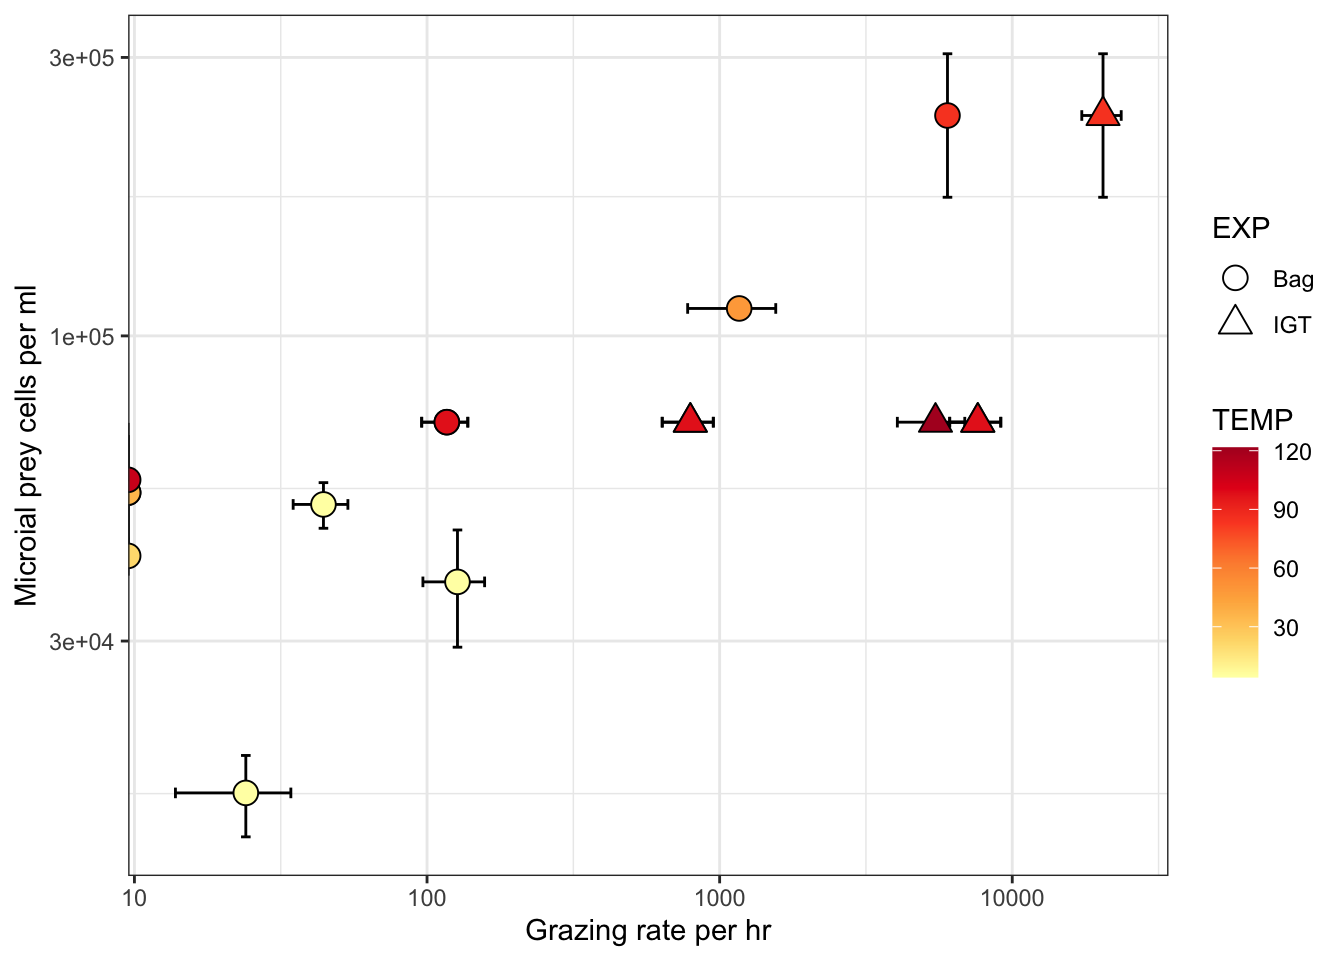 Microial prey cells per ml
3e+05
1e+05
3e+04
10
100
1000
10000
Grazing rate per hr
EXP
Bag
IGT
TEMP
120
90
60
30